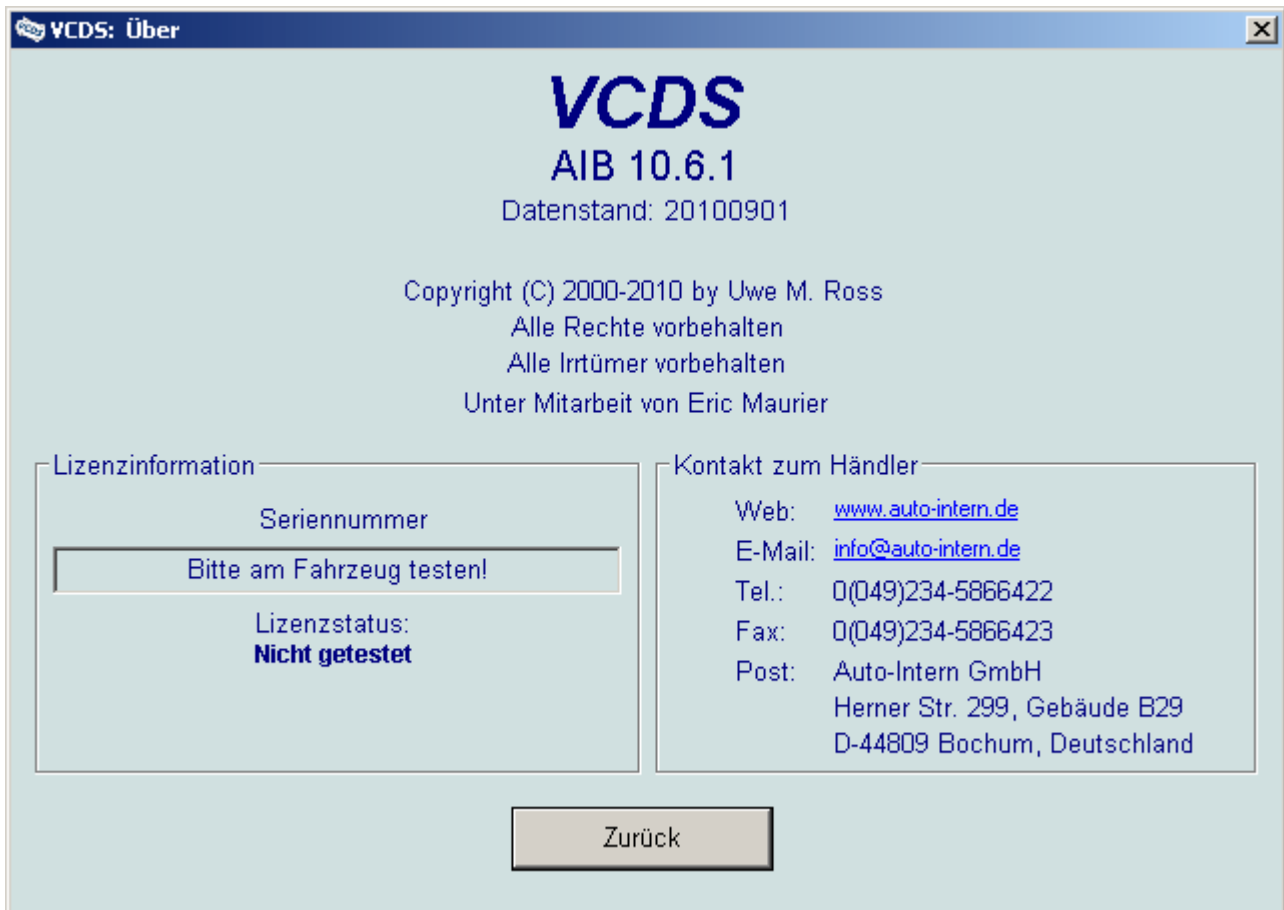 VCDS: Über
VCDS
AIB 10.6.1
Datenstand: 20100901
Copyright (C) 2000-2010 by Uwe M. Ross
Alle Rechte vorbehalten
Alle Irrtümer vorbehalten
Unter Mitarbeit von Eric Maurier
Lizenzinformation
Seriennummer
Bitte am Fahrzeug testen!
Lizenzstatus:
Nicht getestet
Kontakt zum Händler
Web: www.auto-intern.de
E-Mail: info@auto-intern.de
Tel.: 0(049)234-5866422
Fax: 0(049)234-5866423
Post: Auto-Intern GmbH
Herner Str. 299, Gebäude B29
D-44809 Bochum, Deutschland
Zurück